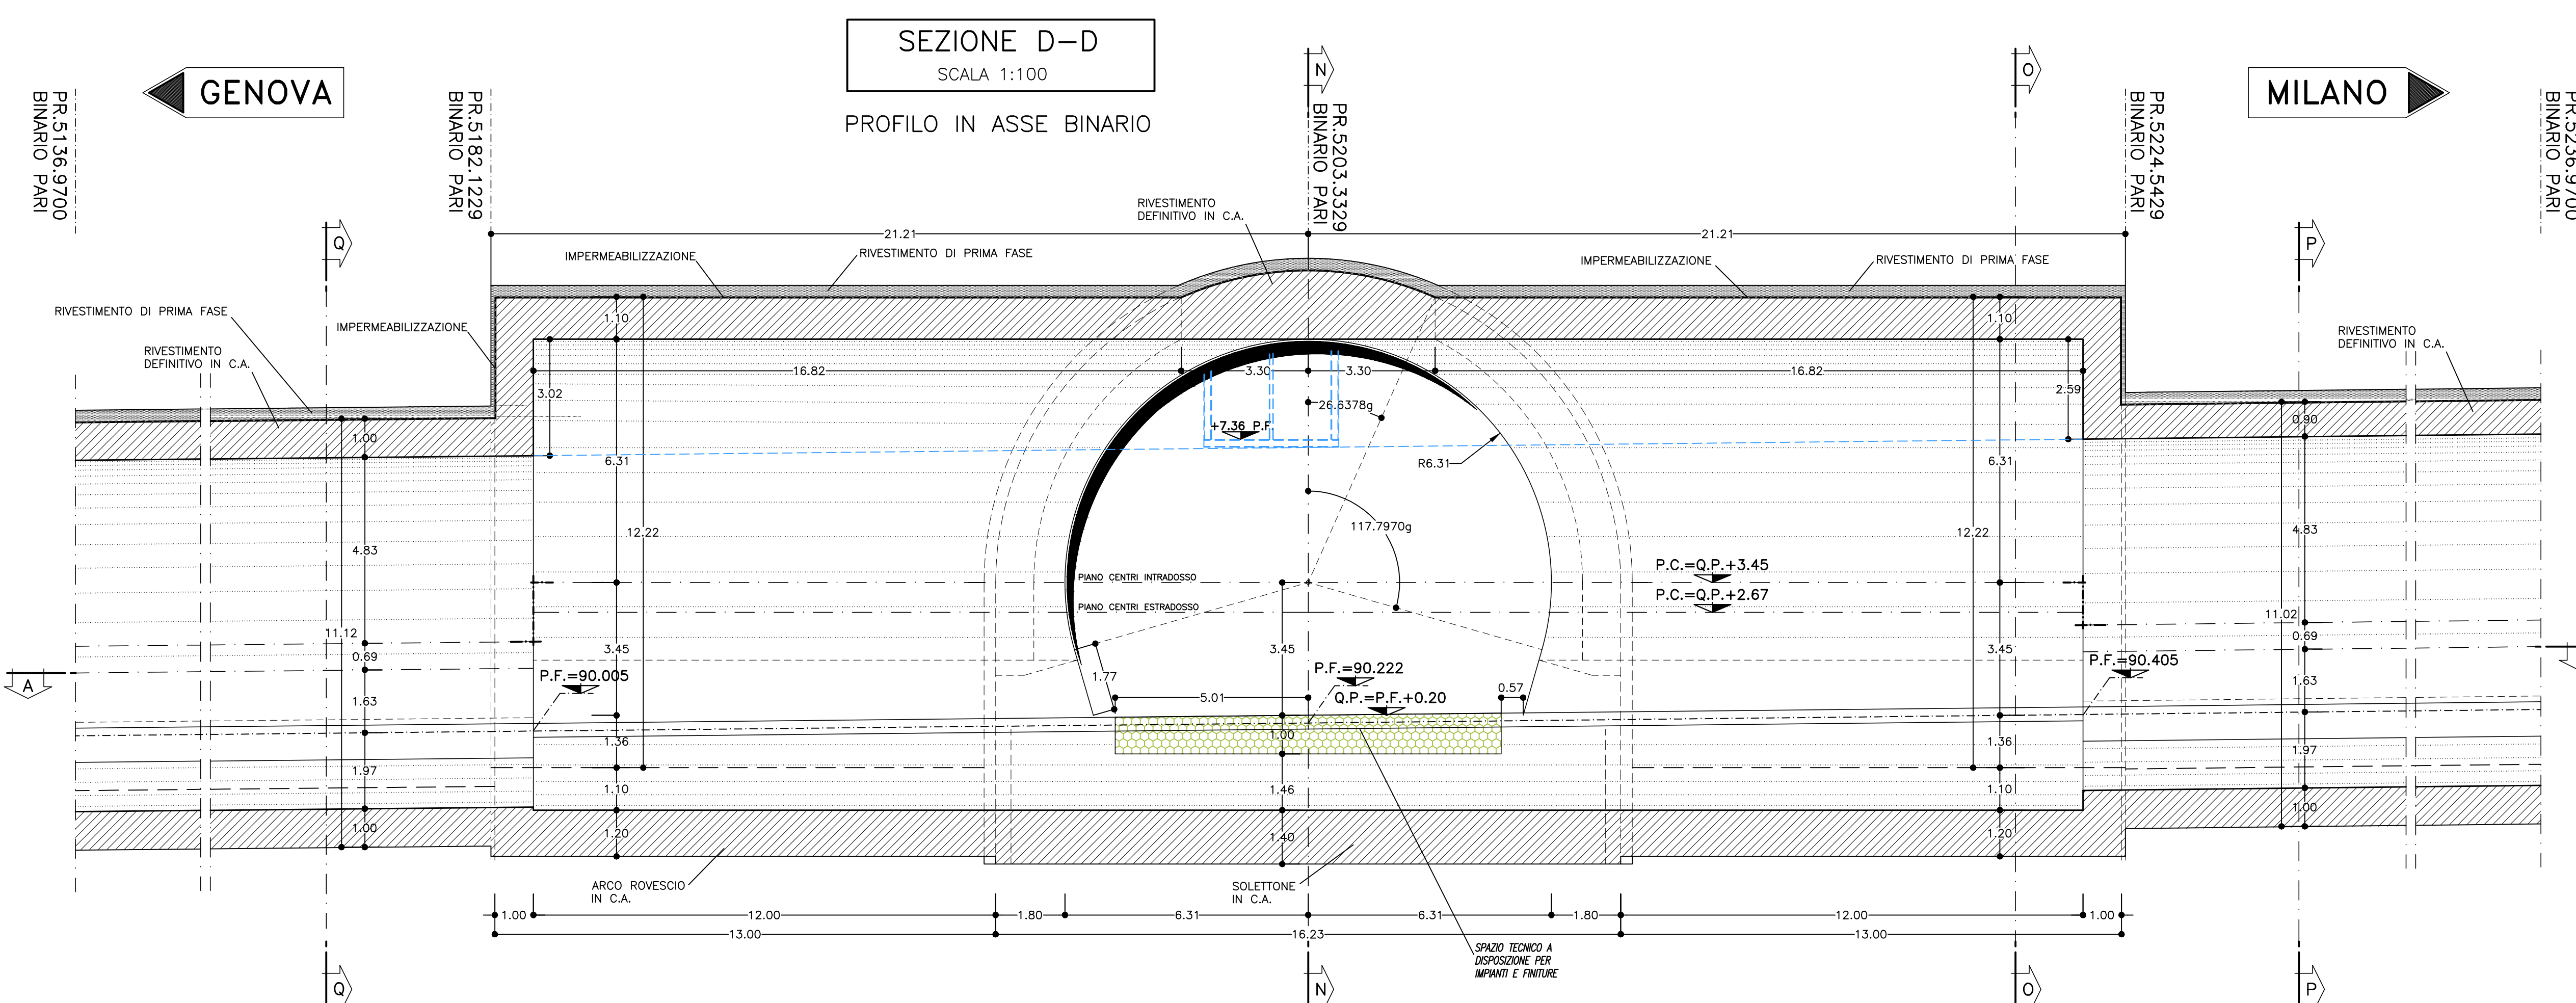 SEZIONE D-D
SCALA 1:100
PROFILO IN ASSE BINARIO
GENOVA
MILANO
PR.5136.9700
BINARIO PARI
PR.5182.1229
BINARIO PARI
PR.5203.3329
BINARIO PARI
PR.5224.5429
BINARIO PARI
PR.5236.9700
BINARIO PARI
N
O
Q
P
21.21
21.21
RIVESTIMENTO
DEFINITIVO IN C.A.
IMPERMEABILIZZAZIONE
RIVESTIMENTO DI PRIMA FASE
IMPERMEABILIZZAZIONE
RIVESTIMENTO DI PRIMA FASE
RIVESTIMENTO DI PRIMA FASE
IMPERMEABILIZZAZIONE
RIVESTIMENTO
DEFINITIVO IN C.A.
RIVESTIMENTO
DEFINITIVO IN C.A.
1.10
1.10
16.82
3.30
3.30
16.82
3.02
2.59
26.6378g
+7.36 P.F
1.00
0.90
6.31
R6.31
6.31
12.22
117.7970g
12.22
4.83
4.83
PIANO CENTRI INTRADOSSO
P.C.=Q.P.+3.45
PIANO CENTRI ESTRADOSSO
P.C.=Q.P.+2.67
11.12
11.02
0.69
0.69
3.45
3.45
3.45
1.77
P.F.=90.005
P.F.=90.222
P.F.=90.405
A
1.63
1.63
5.01
Q.P.=P.F.+0.20
0.57
1.36
1.00
1.36
1.97
1.97
1.10
1.46
1.10
1.00
1.00
1.20
1.40
1.20
ARCO ROVESCIO
IN C.A.
SOLETTONE
IN C.A.
1.00
12.00
1.80
6.31
6.31
1.80
12.00
1.00
13.00
16.23
13.00
SPAZIO TECNICO A
DISPOSIZIONE PER
IMPIANTI E FINITURE
Q
N
O
P